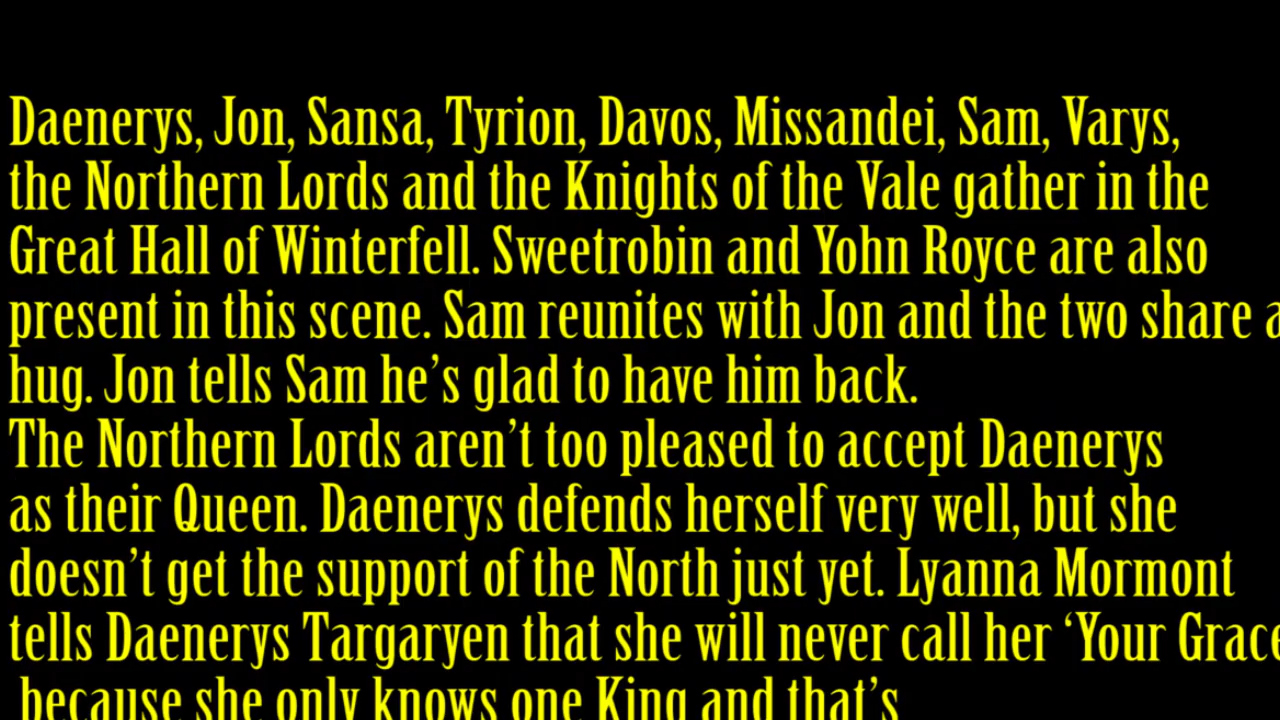 Daenerys, Jon, Sansa, Tyrion, Davos, Missandei, Sam, Varys,
the Northern Lords and the Knights of the Vale gather in the
Great Hall of Winterfell. Sweetrobin and Yohn Royce are also
present in this scene. Sam reunites with Jon and the two share a
hug. Jon tells Sam he’s glad to have him back.
The Northern Lords aren’t too pleased to accept Daenerys
as their Queen. Daenerys defends herself very well, but she
doesn’t get the support of the North just yet. Lyanna Mormont
tells Daenerys Targaryen that she will never call her ‘Your Grace
because she only knows one King and that’s